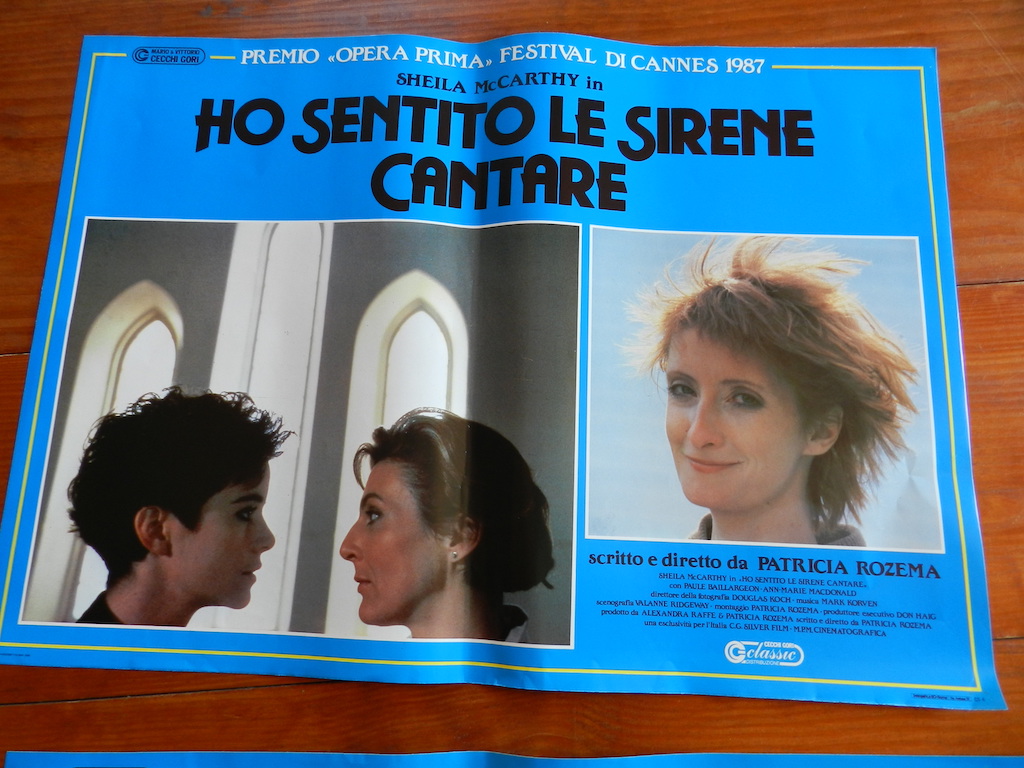 MARIO & VITTORIO
CECCHI GORI
PREMIO «OPERA PRIMA» FESTIVAL DI CANNES 1987
SHEILA McCARTHY in
HO SENTITO LE SIRENE
CANTARE
scritto e diretto da PATRICIA ROZEMA
SHEILA McCARTHY in «HO SENTITO LE SIRENE CANTARE»
con PAULE BAILLARGEON - ANN-MARIE MACDONALD
direttore della fotografia DOUGLAS KOCH - musica MARK KORVEN
scenografia VALANNE RIDGEWAY - montaggio PATRICIA ROZEMA - produttore esecutivo DON HAIG
prodotto da ALEXANDRA RAFFE & PATRICIA ROZEMA scritto e diretto da PATRICIA ROZEMA
una esclusività per l'Italia C.G. SILVER FILM - M.P.M. CINEMATOGRAFICA
CECCHI GORI
classic
DISTRIBUZIONE